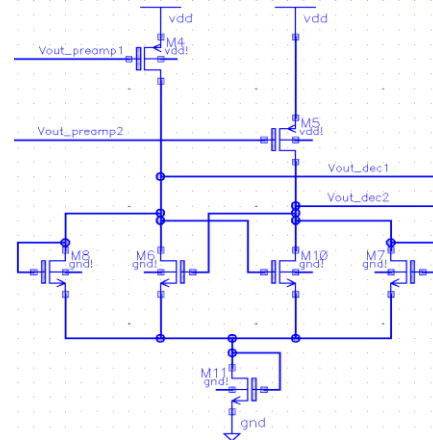 vdd
vdd
Vout_preamp1
M4
vdd!
Vout_preamp2
M5
vdd!
Vout_dec1
Vout_dec2
M8
gnd!
M6
gnd!
M10
gnd!
M7
gnd!
M11
gnd!
gnd